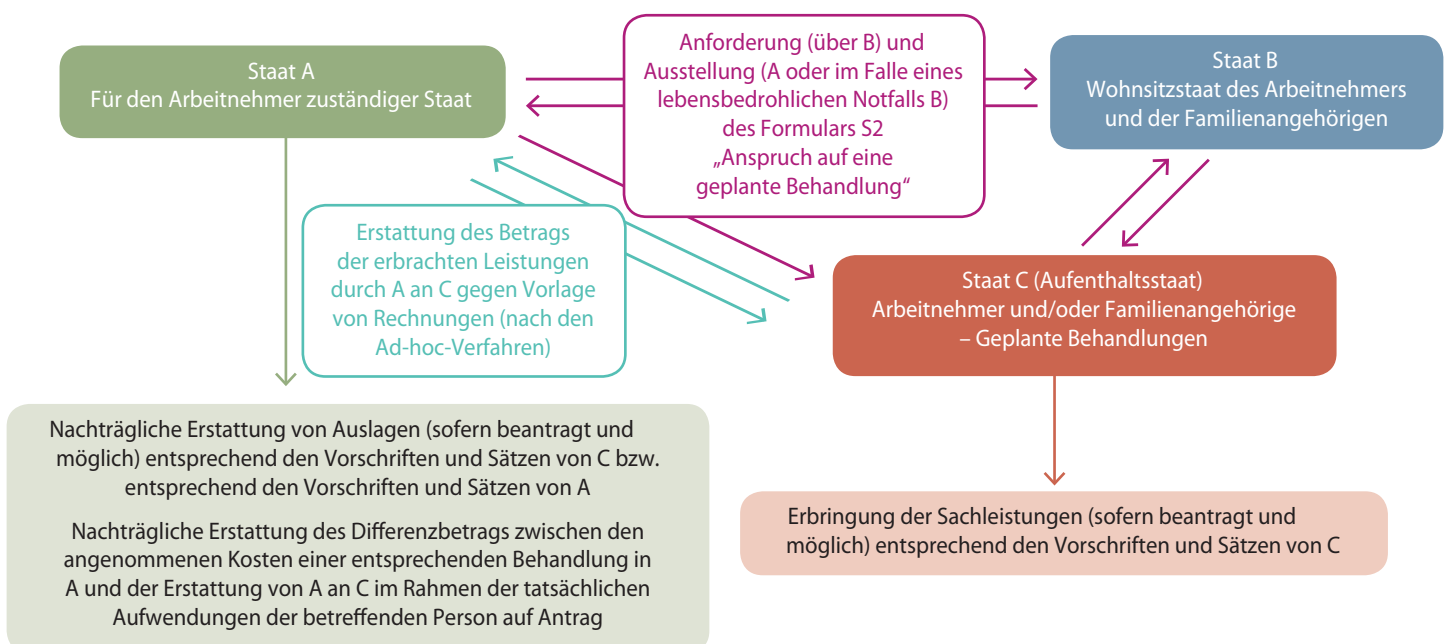 Staat A
Für den Arbeitnehmer zuständiger Staat
Anforderung (über B) und
Ausstellung (A oder im Falle eines
lebensbedrohlichen Notfalls B)
des Formulars S2
„Anspruch auf eine
geplante Behandlung“
Staat B
Wohnsitzstaat des Arbeitnehmers
und der Familienangehörigen
Erstattung des Betrags
der erbrachten Leistungen
durch A an C gegen Vorlage
von Rechnungen (nach den
Ad-hoc-Verfahren)
Staat C (Aufenthaltsstaat)
Arbeitnehmer und/oder Familienangehörige
– Geplante Behandlungen
Nachträgliche Erstattung von Auslagen (sofern beantragt und
möglich) entsprechend den Vorschriften und Sätzen von C bzw.
entsprechend den Vorschriften und Sätzen von A
Nachträgliche Erstattung des Differenzbetrags zwischen den
angenommenen Kosten einer entsprechenden Behandlung in
A und der Erstattung von A an C im Rahmen der tatsächlichen
Aufwendungen der betreffenden Person auf Antrag
Erbringung der Sachleistungen (sofern beantragt und
möglich) entsprechend den Vorschriften und Sätzen von C